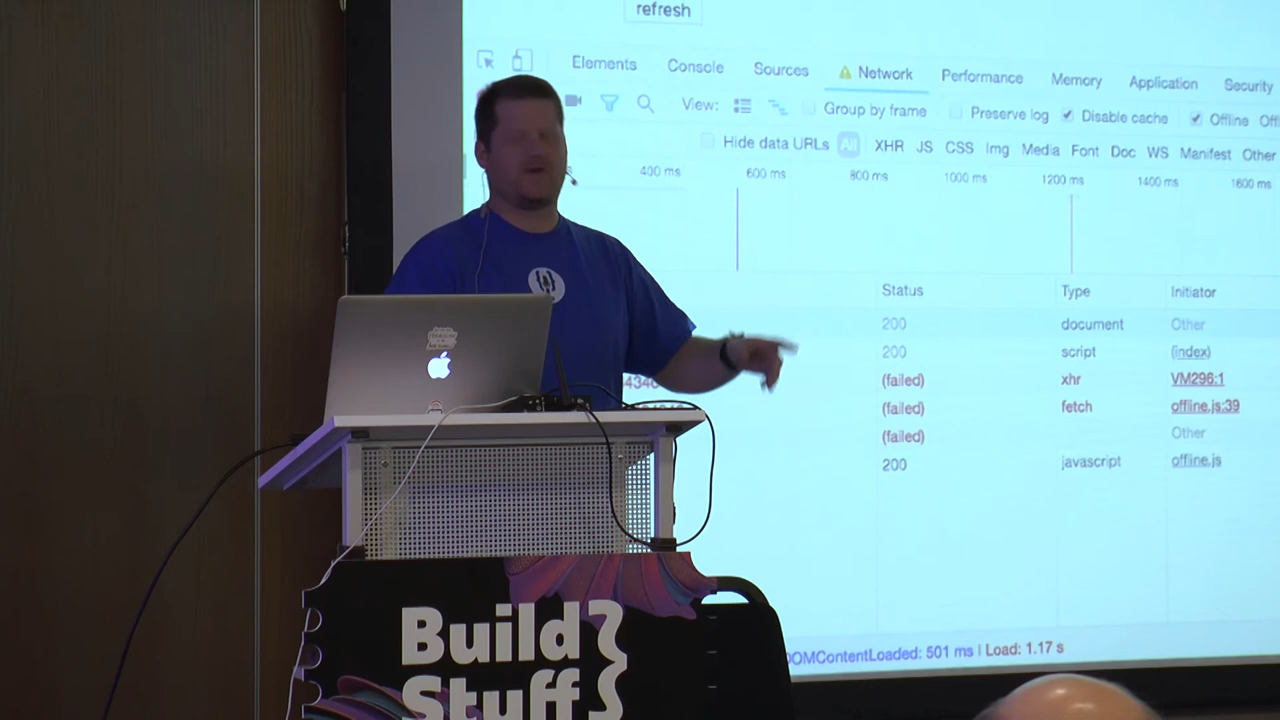 refresh
Elements Console Sources Network Performance Memory Application Security
View: Group by frame Preserve log Disable cache Offline
Hide data URLs All XHR JS CSS Img Media Font Doc WS Manifest Other
400 ms 600 ms 800 ms 1000 ms 1200 ms 1400 ms 1600 ms
Status Type Initiator
200 document Other
200 script (index)
(failed) xhr VM296:1
(failed) fetch offline.js:39
(failed) Other
200 javascript offline.js
OMContentLoaded: 501 ms | Load: 1.17 s
Build
Stuff